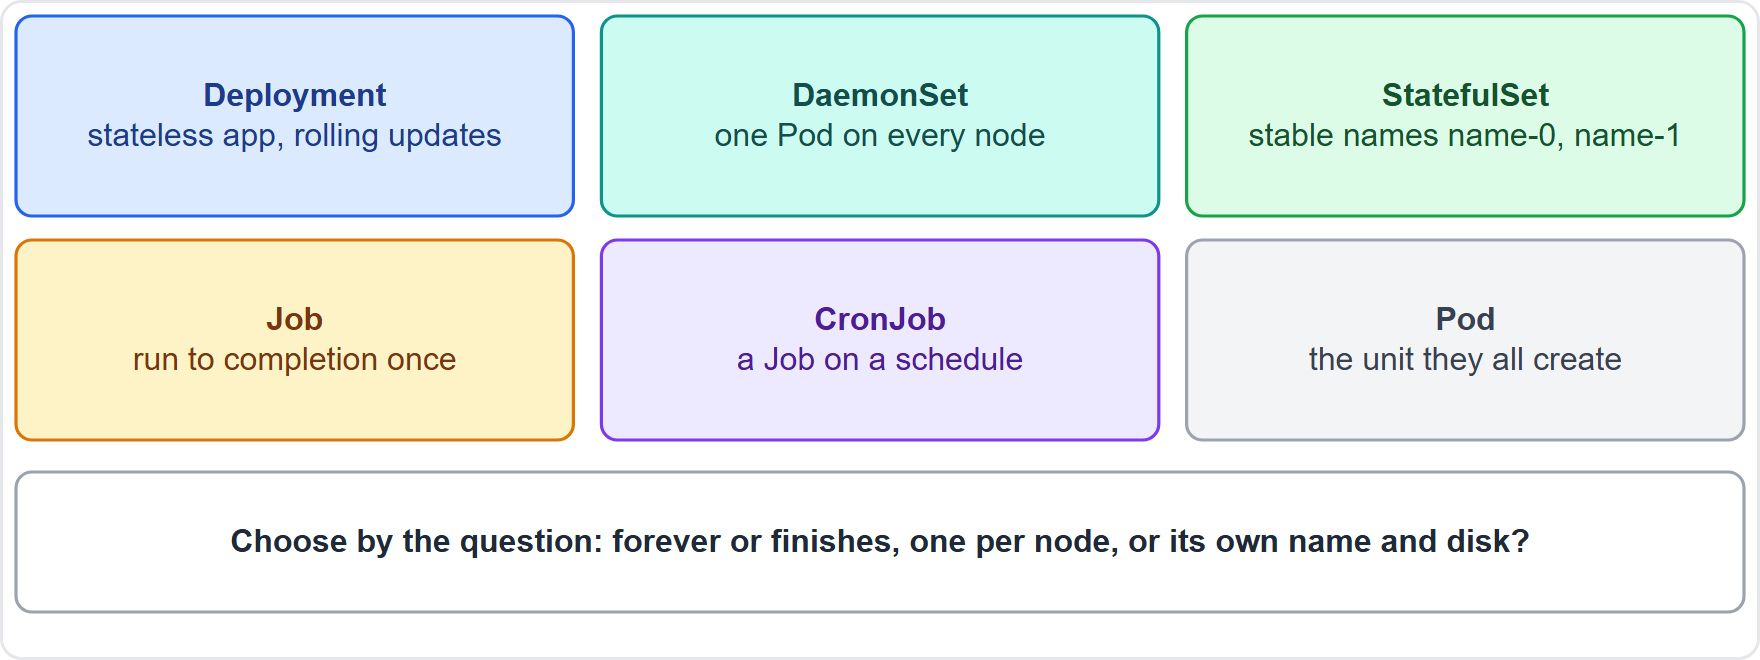 Deployment
stateless app, rolling updates
DaemonSet
one Pod on every node
StatefulSet
stable names name-0, name-1
Job
run to completion once
CronJob
a Job on a schedule
Pod
the unit they all create
Choose by the question: forever or finishes, one per node, or its own name and disk?